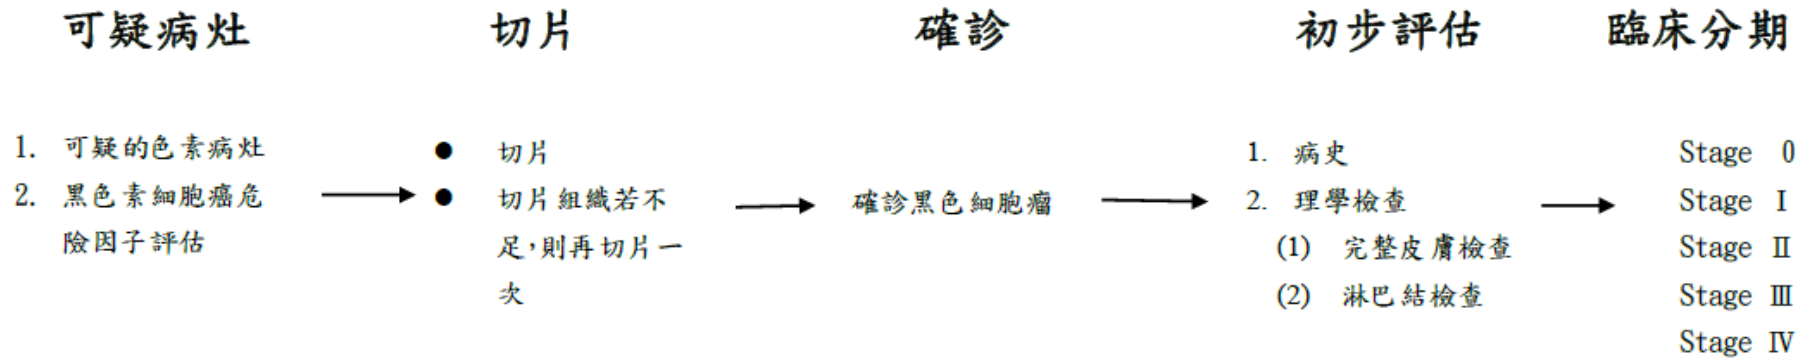 可疑病灶
切片
確診
初步評估
臨床分期
1. 可疑的色素病灶
2. 黑色素細胞癌危
險因子評估
● 切片
● 切片組織若不
足,則再切片一
次
確診黑色細胞瘤
1. 病史
2. 理學檢查
(1) 完整皮膚檢查
(2) 淋巴結檢查
Stage 0
Stage Ⅰ
Stage Ⅱ
Stage Ⅲ
Stage Ⅳ